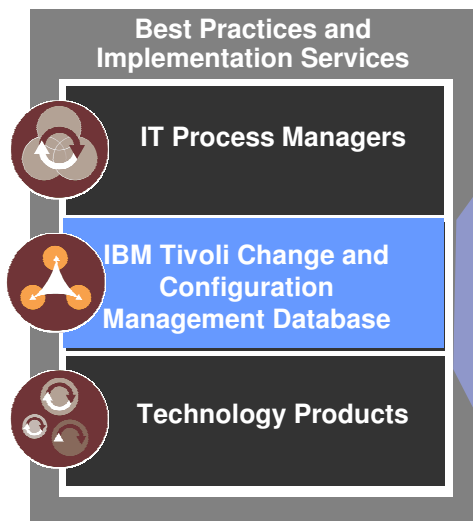 Best Practices and
Implementation Services
IT Process Managers
IBM Tivoli Change and
Configuration
Management Database
Technology Products